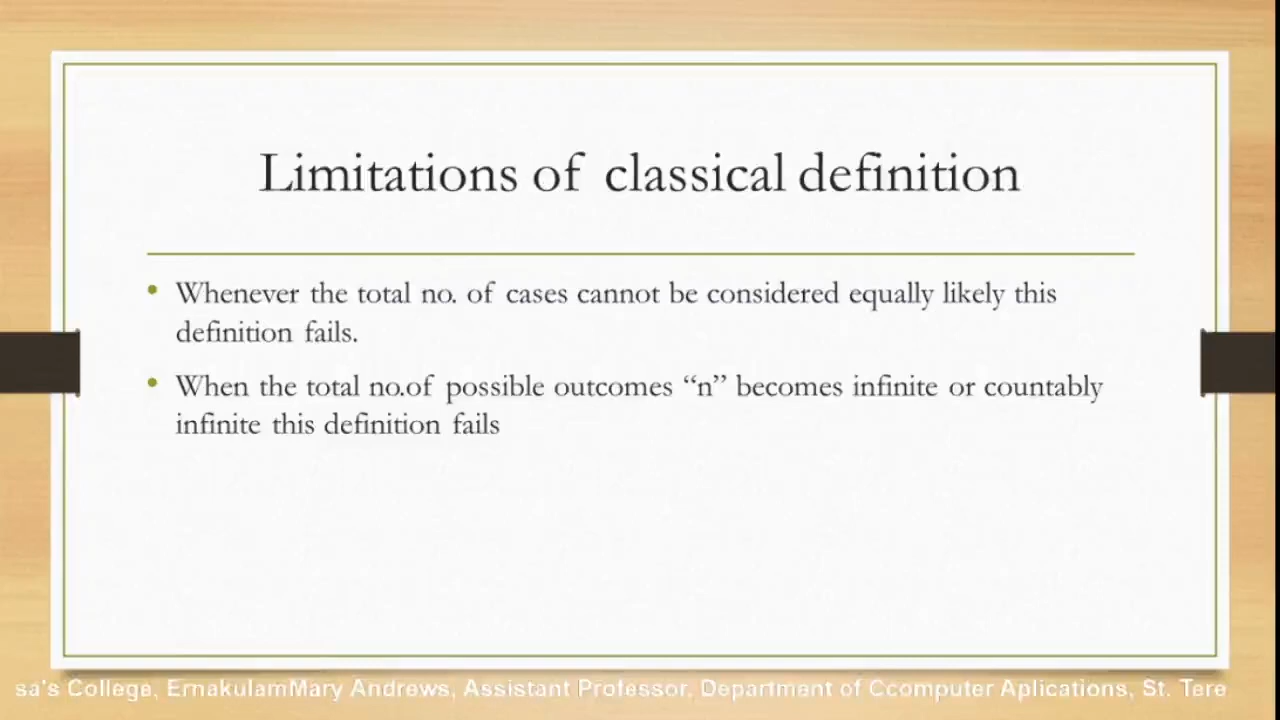 Limitations of classical definition
• Whenever the total no. of cases cannot be considered equally likely this
definition fails.
• When the total no.of possible outcomes “n” becomes infinite or countably
infinite this definition fails
sa's College, ErnakulamMary Andrews, Assistant Professor, Department of Ccomputer Aplications, St. Tere